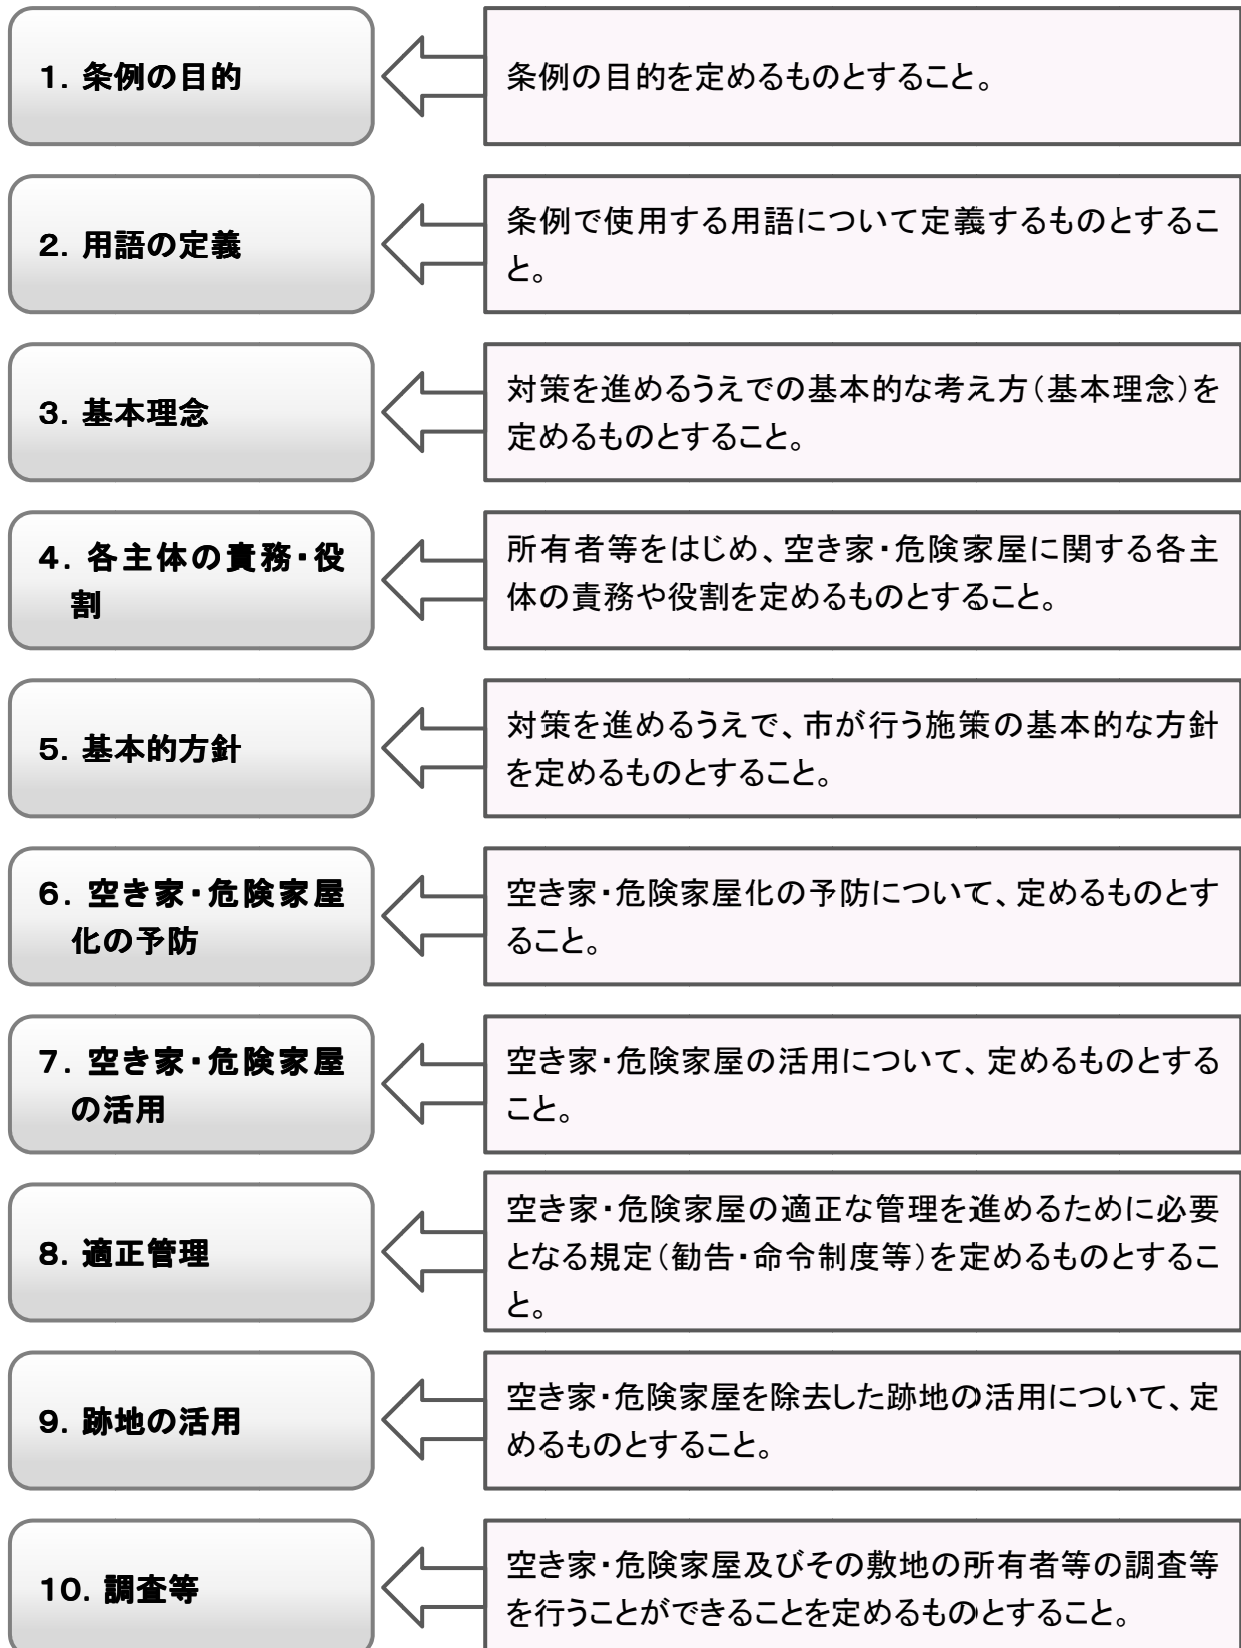 1. 条例の目的
条例の目的を定めるものとすること。
2. 用語の定義
条例で使用する用語について定義するものとするこ
と。
3. 基本理念
対策を進めるうえでの基本的な考え方(基本理念)を
定めるものとすること。
4. 各主体の責務・役
割
所有者等をはじめ、空き家・危険家屋に関する各主
体の責務や役割を定めるものとすること。
5. 基本的方針
対策を進めるうえで、市が行う施策の基本的な方針
を定めるものとすること。
6. 空き家・危険家屋
化の予防
空き家・危険家屋化の予防について、定めるものとす
ること。
7. 空き家・危険家屋
の活用
空き家・危険家屋の活用について、定めるものとする
こと。
8. 適正管理
空き家・危険家屋の適正な管理を進めるために必要
となる規定(勧告・命令制度等)を定めるものとするこ
と。
9. 跡地の活用
空き家・危険家屋を除去した跡地の活用について、定
めるものとすること。
10. 調査等
空き家・危険家屋及びその敷地の所有者等の調査等
を行うことができることを定めるものとすること。